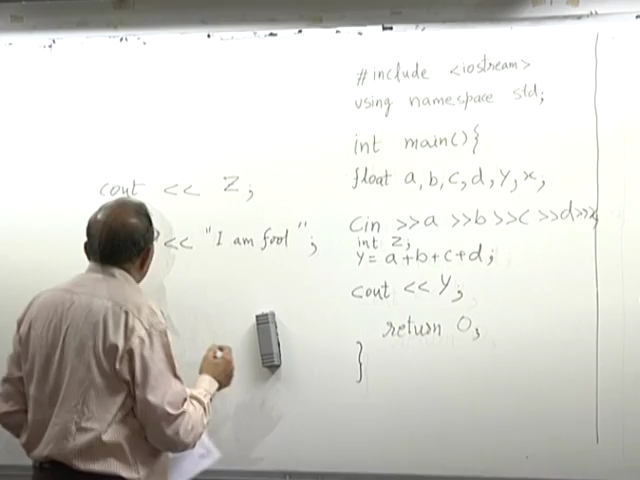 cout << Z;
<< "I am fool";
#include <iostream>
using namespace std;
int main(){
float a, b, c, d, y, x;
Cin >>a >>b >>c >>d>>x;
int Z;
Y= a+b+c+d;
cout << Y;
return 0;
}